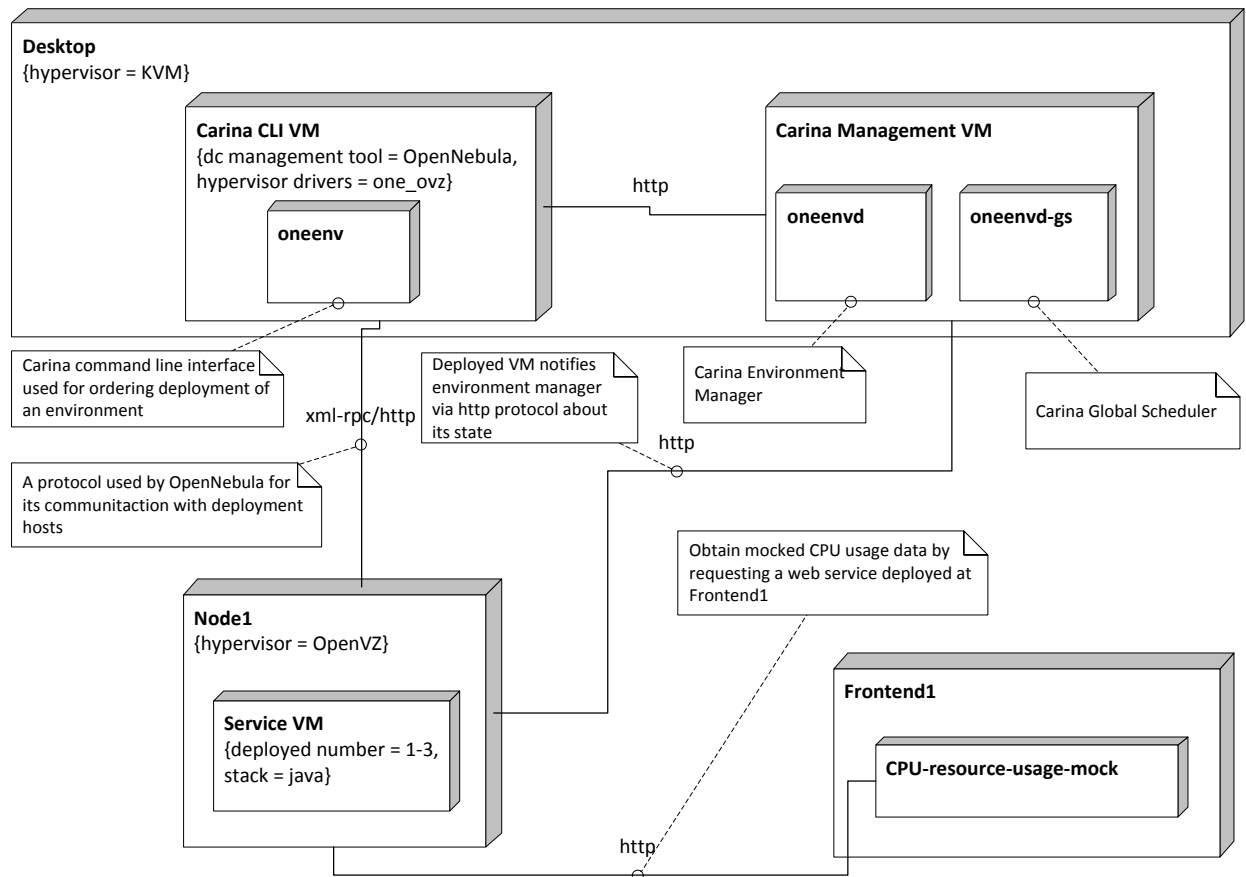 Desktop
{hypervisor = KVM}
Carina CLI VM
{dc management tool = OpenNebula,
hypervisor drivers = one_ovz}
oneenv
http
Carina Management VM
oneenvd
oneenvd-gs
Carina command line interface
used for ordering deployment of
an environment
Deployed VM notifies
environment manager
via http protocol about
its state
Carina Environment
Manager
Carina Global Scheduler
xml-rpc/http
http
A protocol used by OpenNebula for
its communitaction with deployment
hosts
Obtain mocked CPU usage data by
requesting a web service deployed at
Frontend1
Node1
{hypervisor = OpenVZ}
Service VM
{deployed number = 1-3,
stack = java}
Frontend1
CPU-resource-usage-mock
http